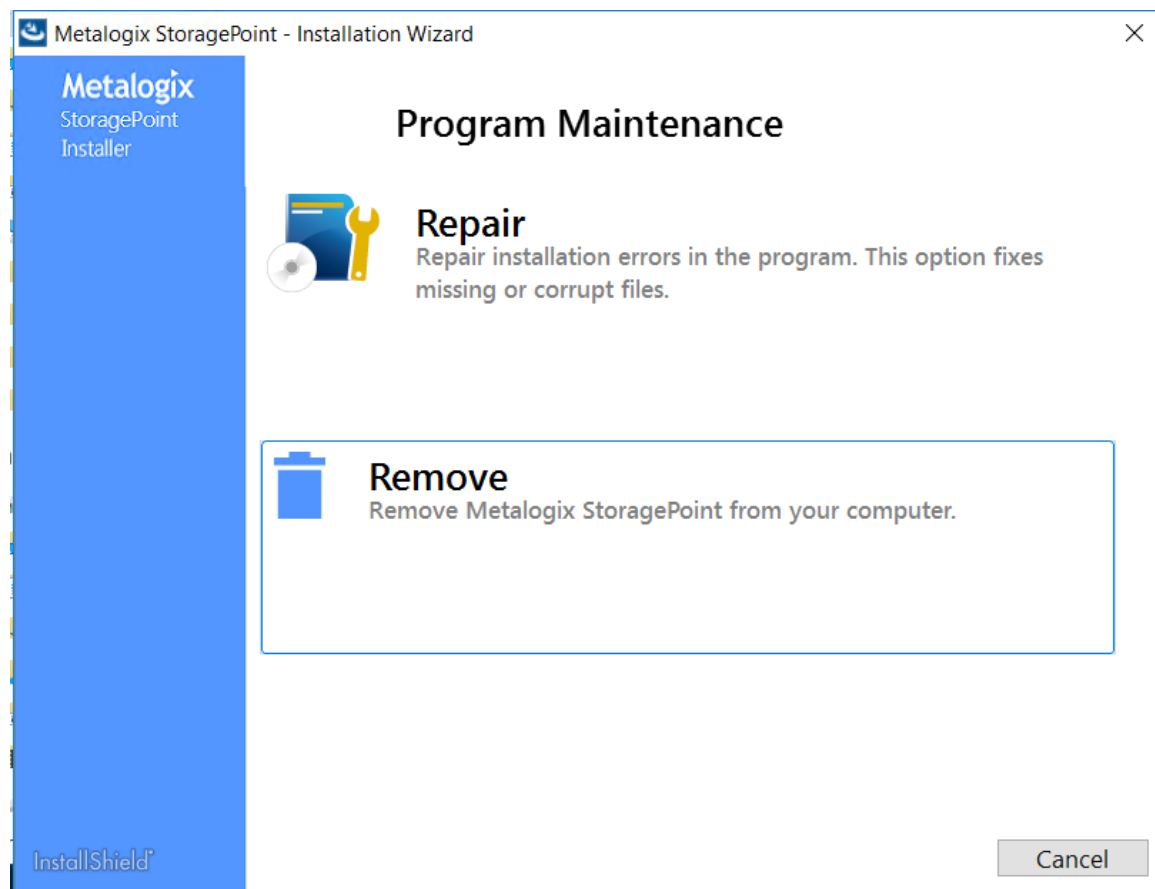 Metalogix StoragePoint - Installation Wizard
Metalogix
StoragePoint
Installer
Program Maintenance
Repair
Repair installation errors in the program. This option fixes
missing or corrupt files.
Remove
Remove Metalogix StoragePoint from your computer.
InstallShield®
Cancel